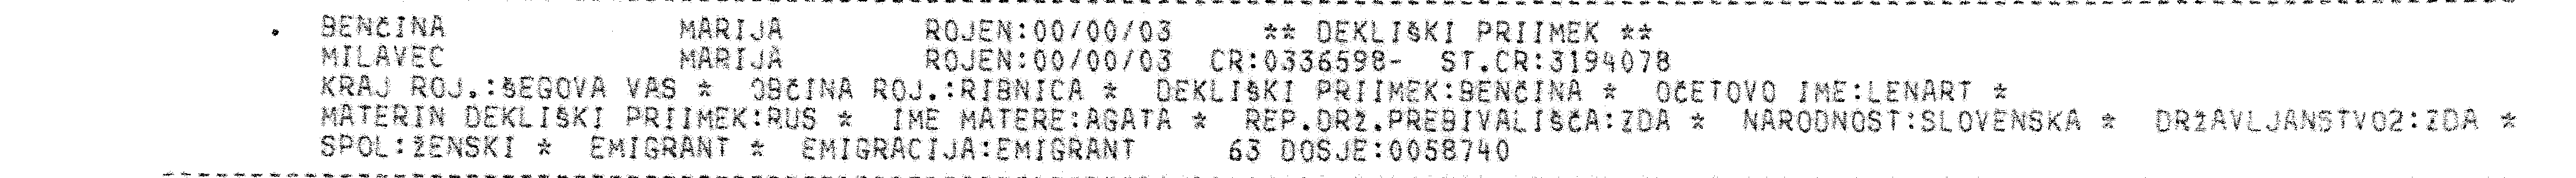 . BENČINA MARIJA ROJEN:00/00/03 ** DEKLIŠKI PRIIMEK **
MILAVEC MARIJA ROJEN:00/00/03 CR:0336598- ST.CR:3194078
KRAJ ROJ.:ŠEGOVA VAS * OBČINA ROJ.:RIBNICA * DEKLIŠKI PRIIMEK:BENČINA * OČETOVO IME:LENART *
MATERIN DEKLIŠKI PRIIMEK:RUS * IME MATERE:AGATA * REP.DRŽ.PREBIVALIŠČA:ZDA * NARODNOST:SLOVENSKA * DRŽAVLJANSTVO2:ZDA *
SPOL:ŽENSKI * EMIGRANT * EMIGRACIJA:EMIGRANT 63 DOSJE:0058740